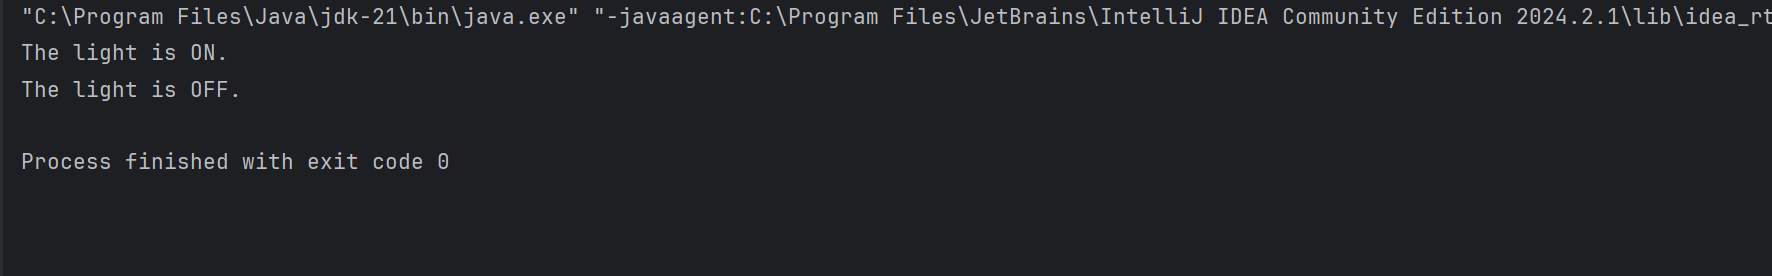 "C:\Program Files\Java\jdk-21\bin\java.exe" "-javaagent:C:\Program Files\JetBrains\IntelliJ IDEA Community Edition 2024.2.1\lib\idea_rt
The light is ON.
The light is OFF.
Process finished with exit code 0